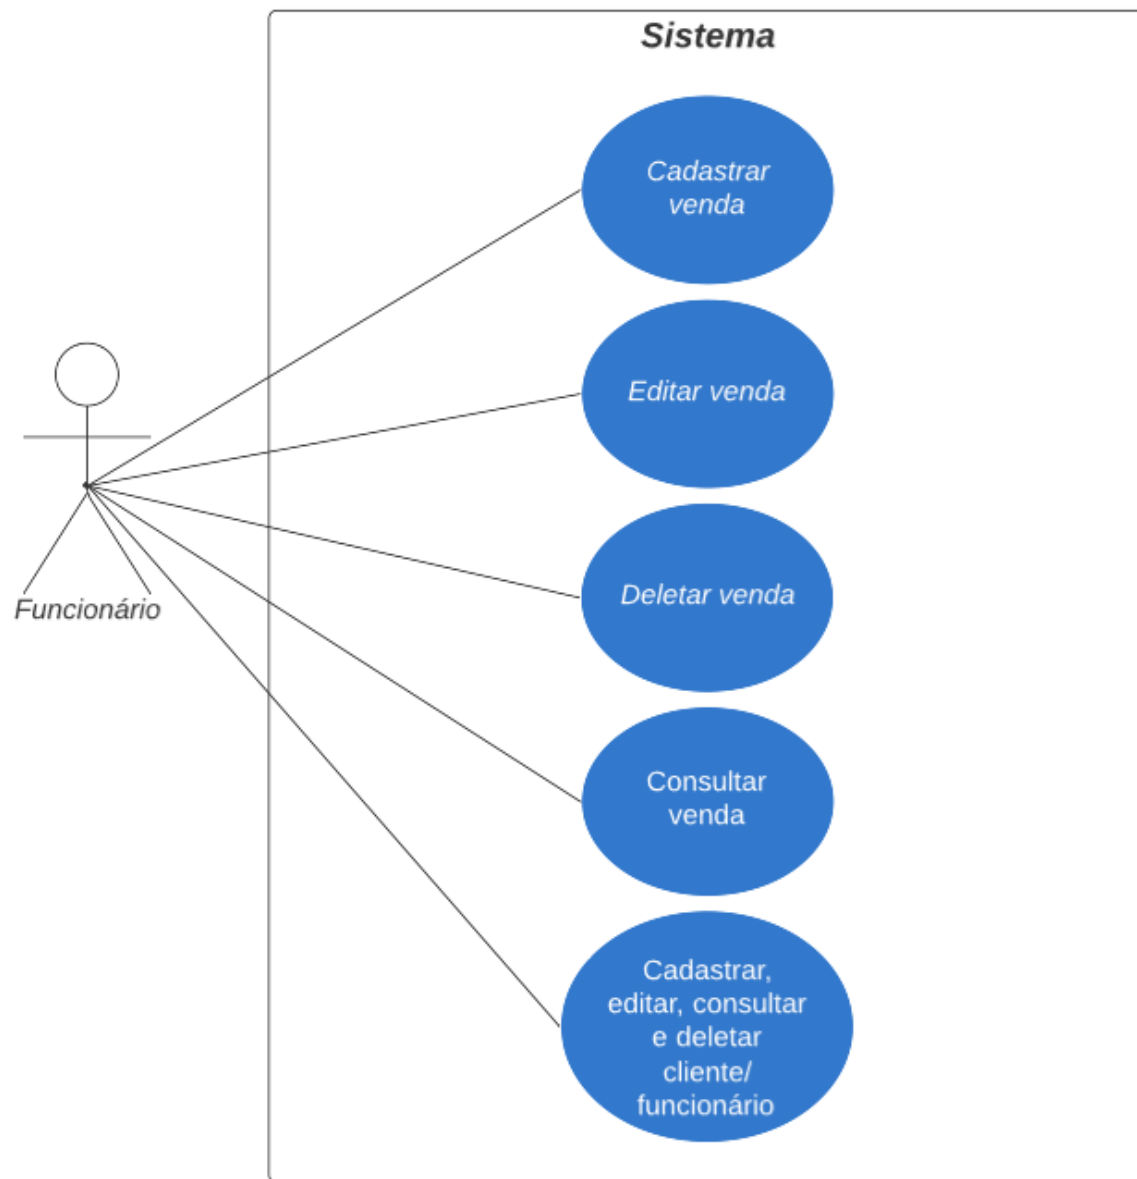 Sistema
Cadastrar
venda
Editar venda
Deletar venda
Funcionário
Consultar
venda
Cadastrar,
editar, consultar
e deletar
cliente/
funcionário